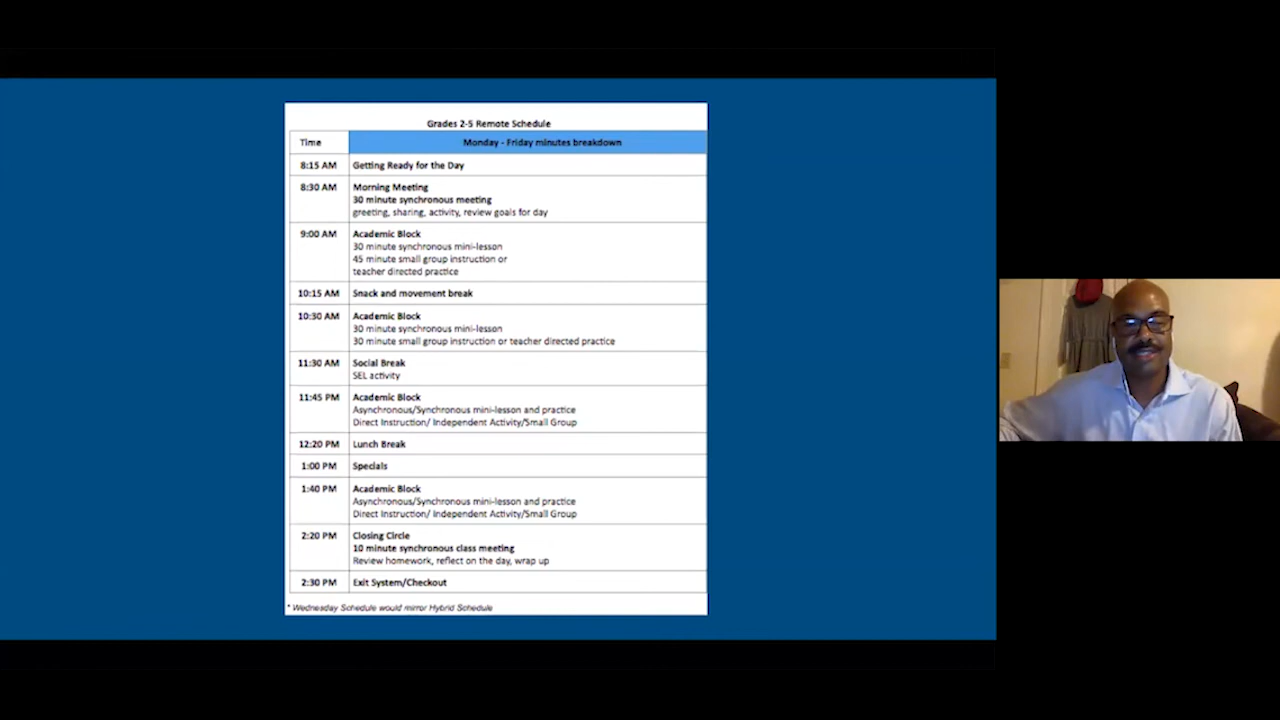 Grades 2-5 Remote Schedule
Time Monday - Friday minutes breakdown
8:15 AM Getting Ready for the Day
8:30 AM Morning Meeting
30 minute synchronous meeting
greeting, sharing, activity, review goals for day
9:00 AM Academic Block
30 minute synchronous mini-lesson
45 minute small group instruction or
teacher directed practice
10:15 AM Snack and movement break
10:30 AM Academic Block
30 minute synchronous mini-lesson
30 minute small group instruction or teacher directed practice
11:30 AM Social Break
SEL activity
11:45 PM Academic Block
Asynchronous/Synchronous mini-lesson and practice
Direct Instruction/ Independent Activity/Small Group
12:20 PM Lunch Break
1:00 PM Specials
1:40 PM Academic Block
Asynchronous/Synchronous mini-lesson and practice
Direct Instruction/ Independent Activity/Small Group
2:20 PM Closing Circle
10 minute synchronous class meeting
Review homework, reflect on the day, wrap up
2:30 PM Exit System/Checkout
* Wednesday Schedule would mirror Hybrid Schedule